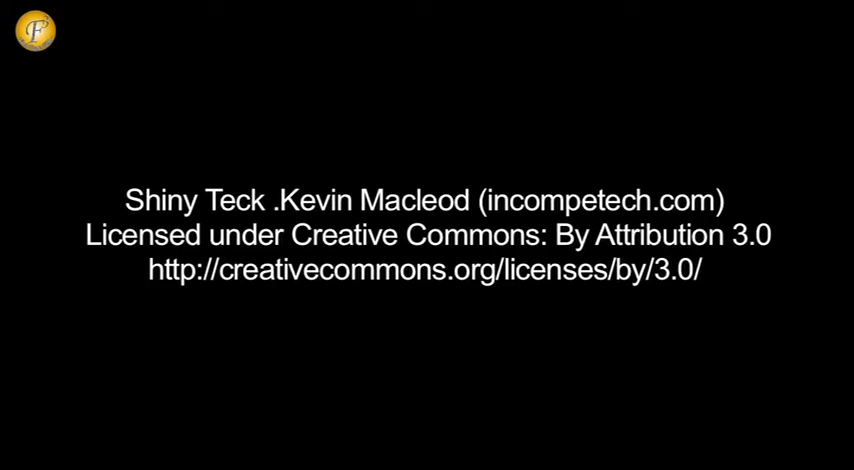 F
Shiny Teck .Kevin Macleod (incompetech.com)
Licensed under Creative Commons: By Attribution 3.0
http://creativecommons.org/licenses/by/3.0/